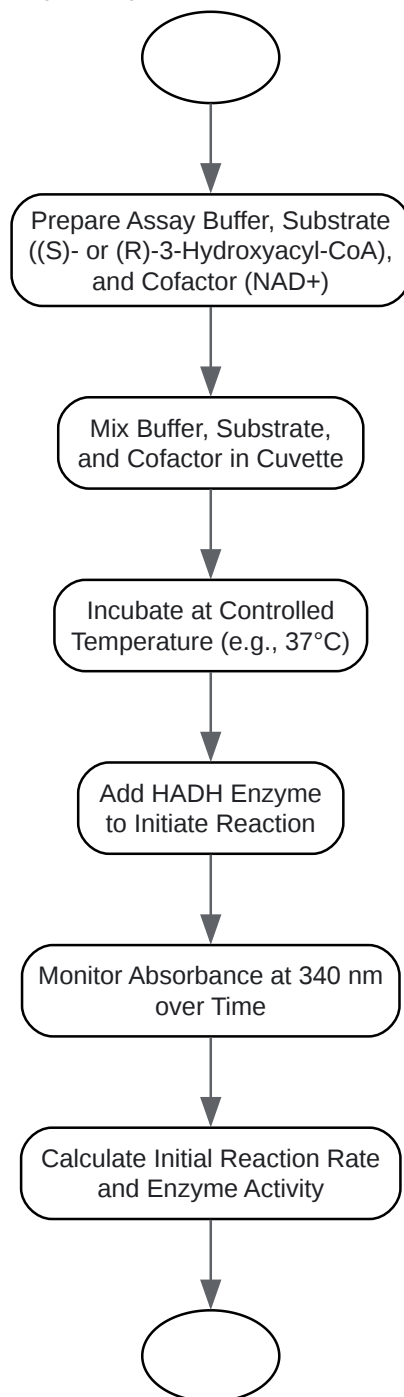 Prepare Assay Buffer, Substrate
((S)- or (R)-3-Hydroxyacyl-CoA),
and Cofactor (NAD+)
Mix Buffer, Substrate,
and Cofactor in Cuvette
Incubate at Controlled
Temperature (e.g., 37°C)
Add HADH Enzyme
to Initiate Reaction
Monitor Absorbance at 340 nm
over Time
Calculate Initial Reaction Rate
and Enzyme Activity